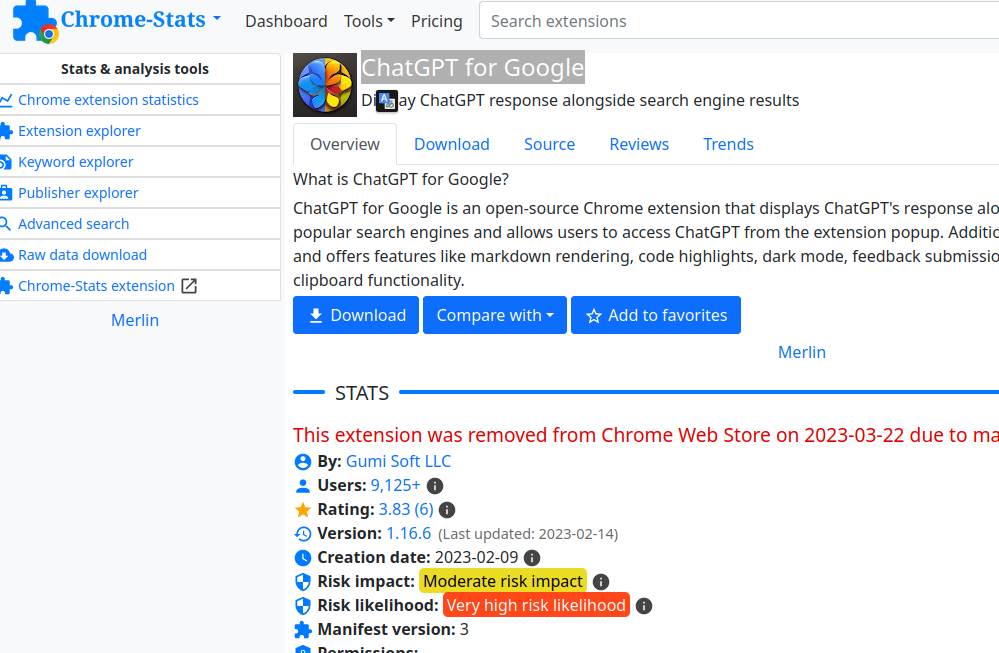 Chrome-Stats
Dashboard Tools Pricing
Search extensions
Stats & analysis tools
Chrome extension statistics
Extension explorer
Keyword explorer
Publisher explorer
Advanced search
Raw data download
Chrome-Stats extension
Merlin
ChatGPT for Google
ay ChatGPT response alongside search engine results
Overview Download Source Reviews Trends
What is ChatGPT for Google?
ChatGPT for Google is an open-source Chrome extension that displays ChatGPT's response alo
popular search engines and allows users to access ChatGPT from the extension popup. Additio
and offers features like markdown rendering, code highlights, dark mode, feedback submissio
clipboard functionality.
Download Compare with Add to favorites
Merlin
STATS
This extension was removed from Chrome Web Store on 2023-03-22 due to ma
By: Gumi Soft LLC
Users: 9,125+
Rating: 3.83 (6)
Version: 1.16.6 (Last updated: 2023-02-14)
Creation date: 2023-02-09
Risk impact: Moderate risk impact
Risk likelihood: Very high risk likelihood
Manifest version: 3
Permissions: